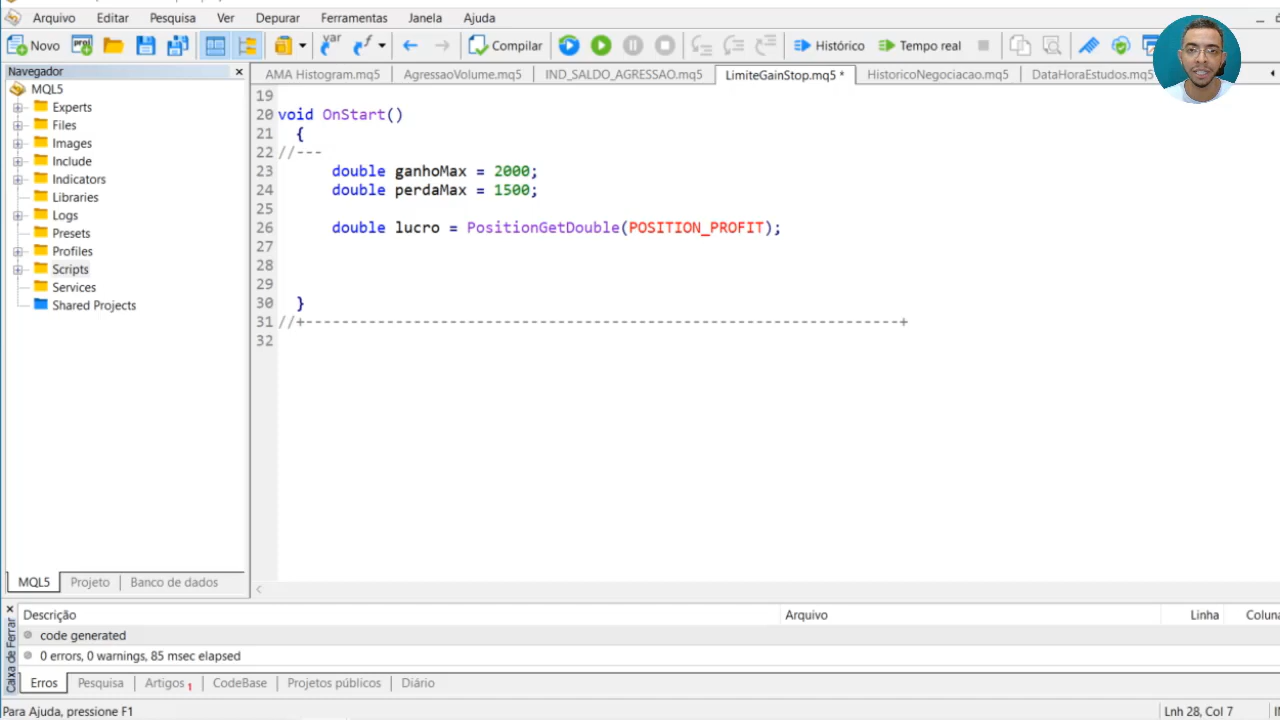 Arquivo Editar Pesquisa Ver Depurar Ferramentas Janela Ajuda
Novo Compilar Histórico Tempo real
Navegador
AMA Histogram.mq5 AgressaoVolume.mq5 IND_SALDO_AGRESSAO.mq5 LimiteGainStop.mq5 * HistoricoNegociacao.mq5 DataHoraEstudos.mq5
MQL5
Experts
Files
Images
Include
Indicators
Libraries
Logs
Presets
Profiles
Scripts
Services
Shared Projects
19
20 void OnStart()
21 {
22 //---
23 double ganhoMax = 2000;
24 double perdaMax = 1500;
25
26 double lucro = PositionGetDouble(POSITION_PROFIT);
27
28
29
30 }
31 //+------------------------------------------------------------------+
32
MQL5 Projeto Banco de dados
Descrição Arquivo Linha
code generated
0 errors, 0 warnings, 85 msec elapsed
Caixa de Ferrar
Erros Pesquisa Artigos 1 CodeBase Projetos públicos Diário
Para Ajuda, pressione F1 Lnh 28, Col 7